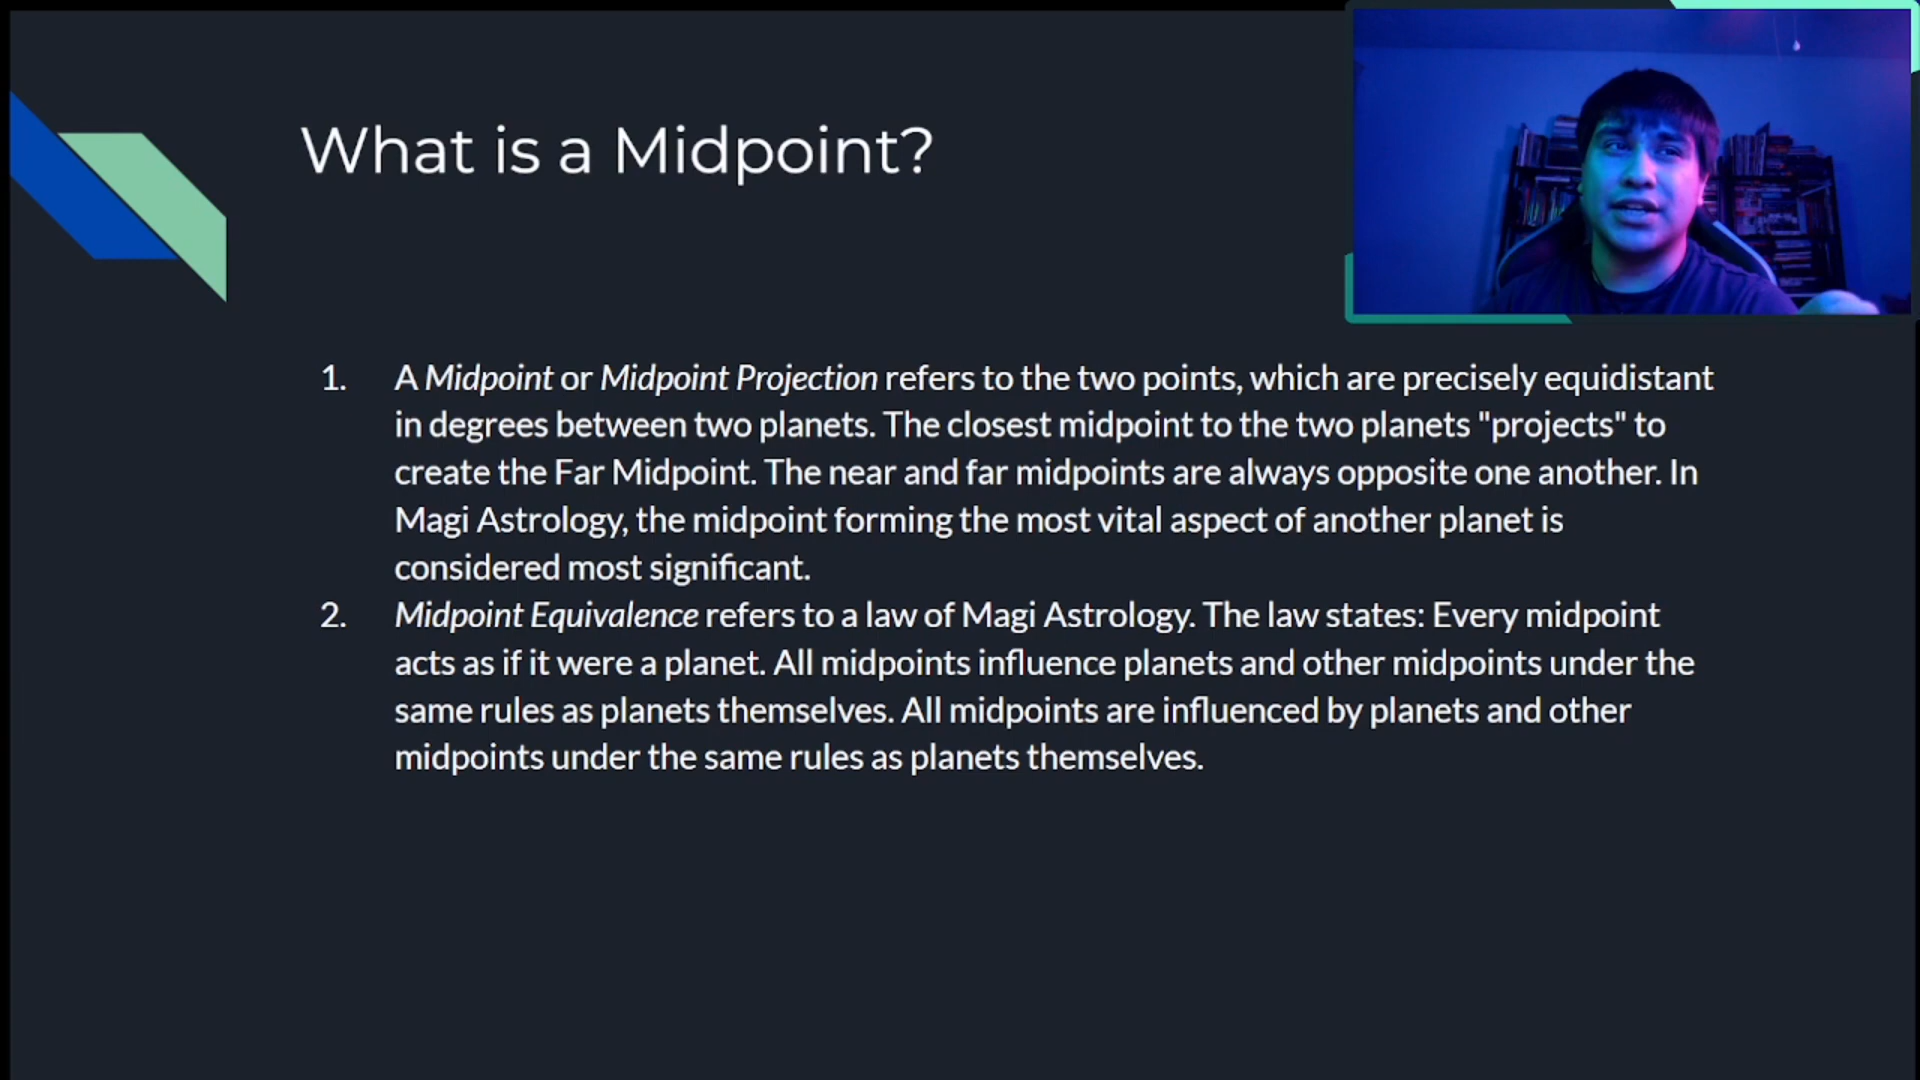 What is a Midpoint?
1. A Midpoint or Midpoint Projection refers to the two points, which are precisely equidistant
in degrees between two planets. The closest midpoint to the two planets "projects" to
create the Far Midpoint. The near and far midpoints are always opposite one another. In
Magi Astrology, the midpoint forming the most vital aspect of another planet is
considered most significant.
2. Midpoint Equivalence refers to a law of Magi Astrology. The law states: Every midpoint
acts as if it were a planet. All midpoints influence planets and other midpoints under the
same rules as planets themselves. All midpoints are influenced by planets and other
midpoints under the same rules as planets themselves.